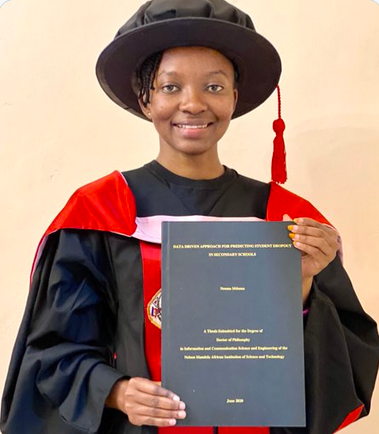 DATA DRIVEN APPROACH FOR PREDICTING STUDENT DROPOUT
IN SECONDARY SCHOOLS
A Thesis Submitted for the Degree of
Doctor of Philosophy
in Information and Communication Science and Engineering of the
Nelson Mandela African Institution of Science and Technology
June 2020